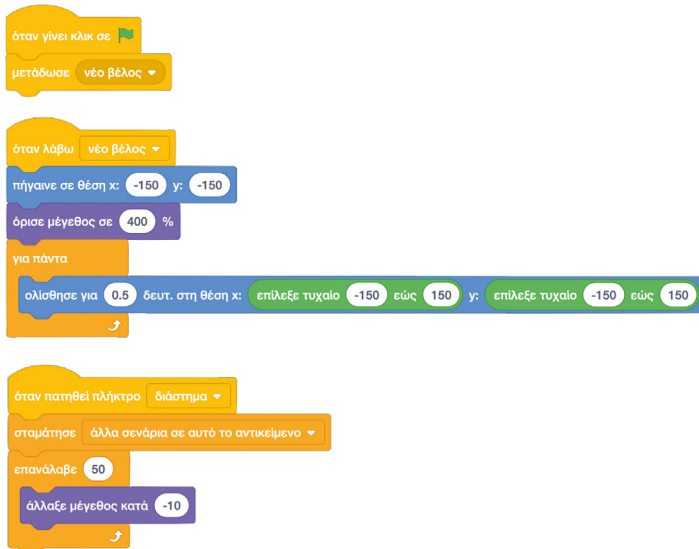 όταν γίνει κλικ σε
μετάδωσε νέο βέλος
όταν λάβω νέο βέλος
πήγαινε σε θέση x: -150 y: -150
όρισε μέγεθος σε 400 %
για πάντα
ολίσθησε για 0.5 δευτ. στη θέση x: επίλεξε τυχαίο -150 εώς 150 y: επίλεξε τυχαίο -150 εώς 150
όταν πατηθεί πλήκτρο διάστημα
σταμάτησε άλλα σενάρια σε αυτό το αντικείμενο
επανάλαβε 50
άλλαξε μέγεθος κατά -10